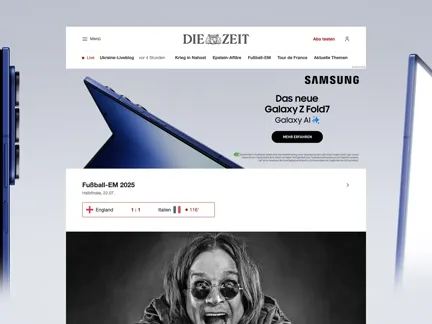 Menü
DIE ZEIT
Abo testen
Live
Ukraine-Liveblog
vor 4 Stunden
Krieg in Nahost
Epstein-Affäre
Fußball-EM
Tour de France
Aktuelle Themen
SAMSUNG
Das neue
Galaxy Z Fold7
Galaxy AI
MEHR ERFAHREN
Fußball-EM 2025
Halbfinale, 22.07.
England 1 : 1 Italien 116'